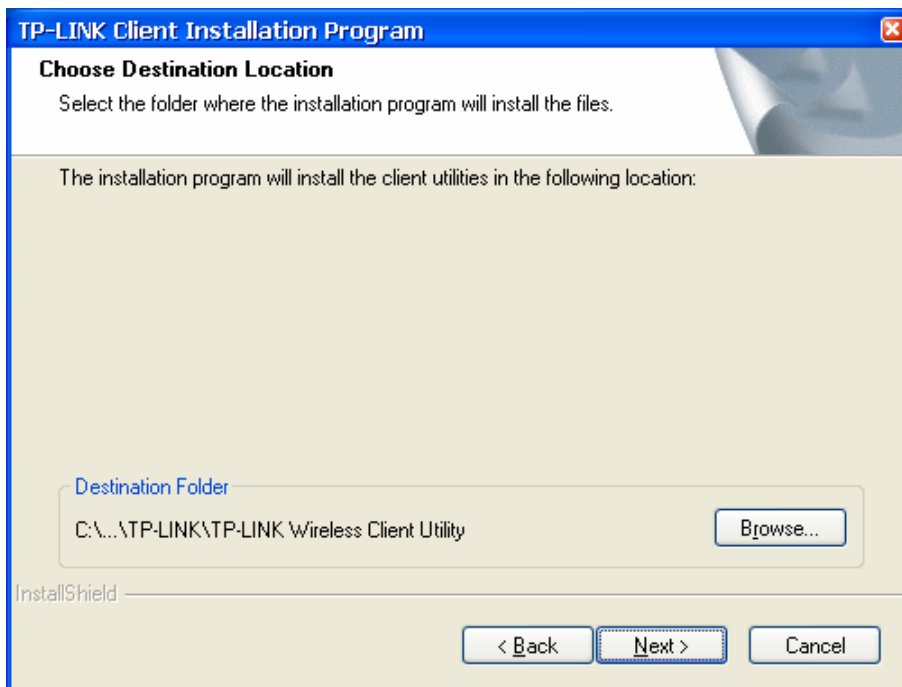 TP-LINK Client Installation Program
Choose Destination Location
Select the folder where the installation program will install the files.
The installation program will install the client utilities in the following location:
Destination Folder
C:\...\TP-LINK\TP-LINK Wireless Client Utility
Browse...
InstallShield
< Back
Next >
Cancel